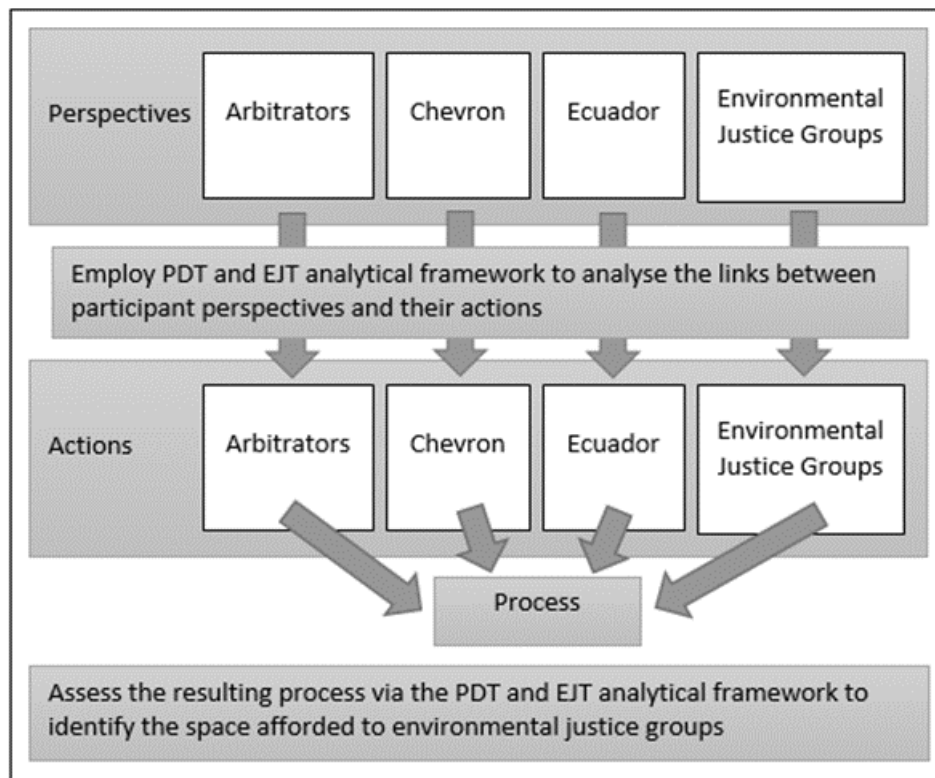 Perspectives
Arbitrators
Chevron
Ecuador
Environmental
Justice Groups
Employ PDT and EJT analytical framework to analyse the links between
participant perspectives and their actions
Actions
Arbitrators
Chevron
Ecuador
Environmental
Justice Groups
Process
Assess the resulting process via the PDT and EJT analytical framework to
identify the space afforded to environmental justice groups